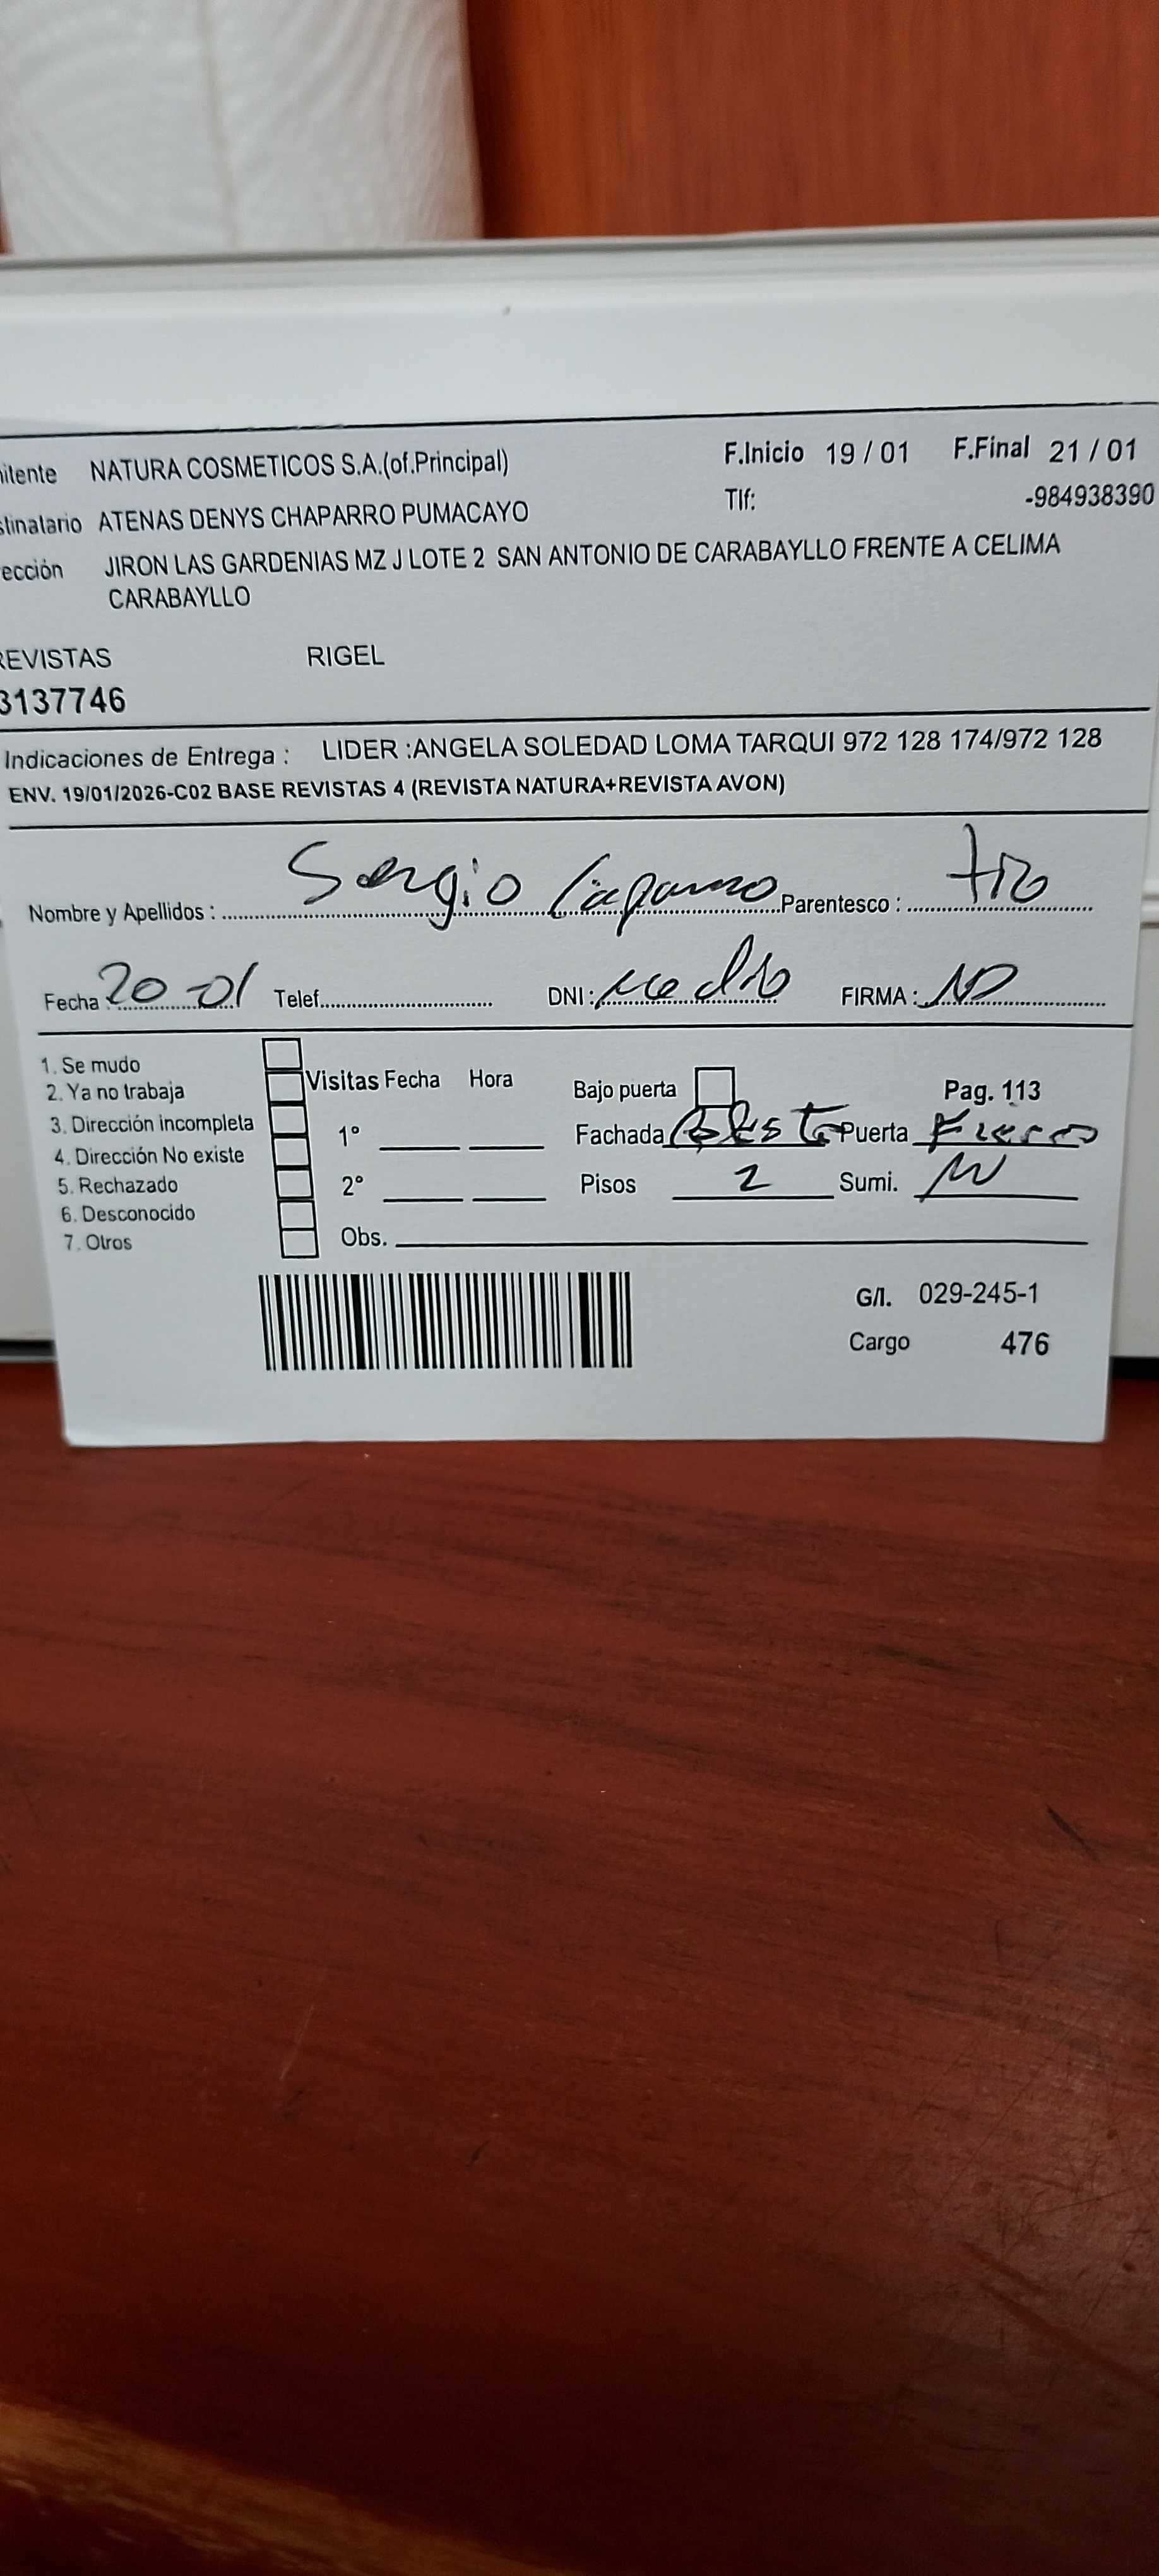 nitente NATURA COSMETICOS S.A.(of.Principal) F.Inicio 19 / 01 F.Final 21 / 01
stinatario ATENAS DENYS CHAPARRO PUMACAYO Tlf: -984938390
ección JIRON LAS GARDENIAS MZ J LOTE 2 SAN ANTONIO DE CARABAYLLO FRENTE A CELIMA
CARABAYLLO
REVISTAS RIGEL
3137746
Indicaciones de Entrega : LIDER :ANGELA SOLEDAD LOMA TARQUI 972 128 174/972 128
ENV. 19/01/2026-C02 BASE REVISTAS 4 (REVISTA NATURA+REVISTA AVON)
Nombre y Apellidos : Sergio Parentesco : tio
Fecha : 20-01 Telef. DNI : FIRMA :
1. Se mudo
2. Ya no trabaja Visitas Fecha Hora Bajo puerta Pag. 113
3. Dirección incompleta 1° Fachada Puerta Fierro
4. Dirección No existe
5. Rechazado 2° Pisos 2 Sumi.
6. Desconocido
7. Otros Obs.
G/l. 029-245-1
Cargo 476